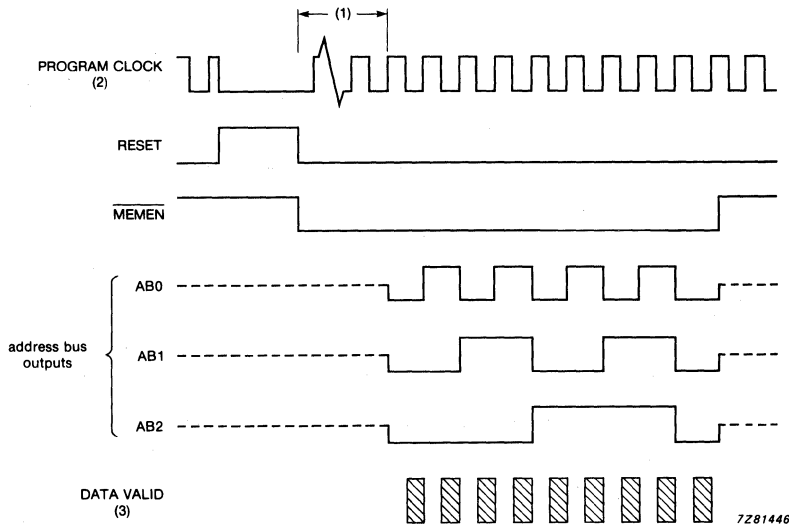 (1)
PROGRAM CLOCK
(2)
RESET
MEMEN
AB0
address bus
outputs
AB1
AB2
DATA VALID
(3)
7Z81446